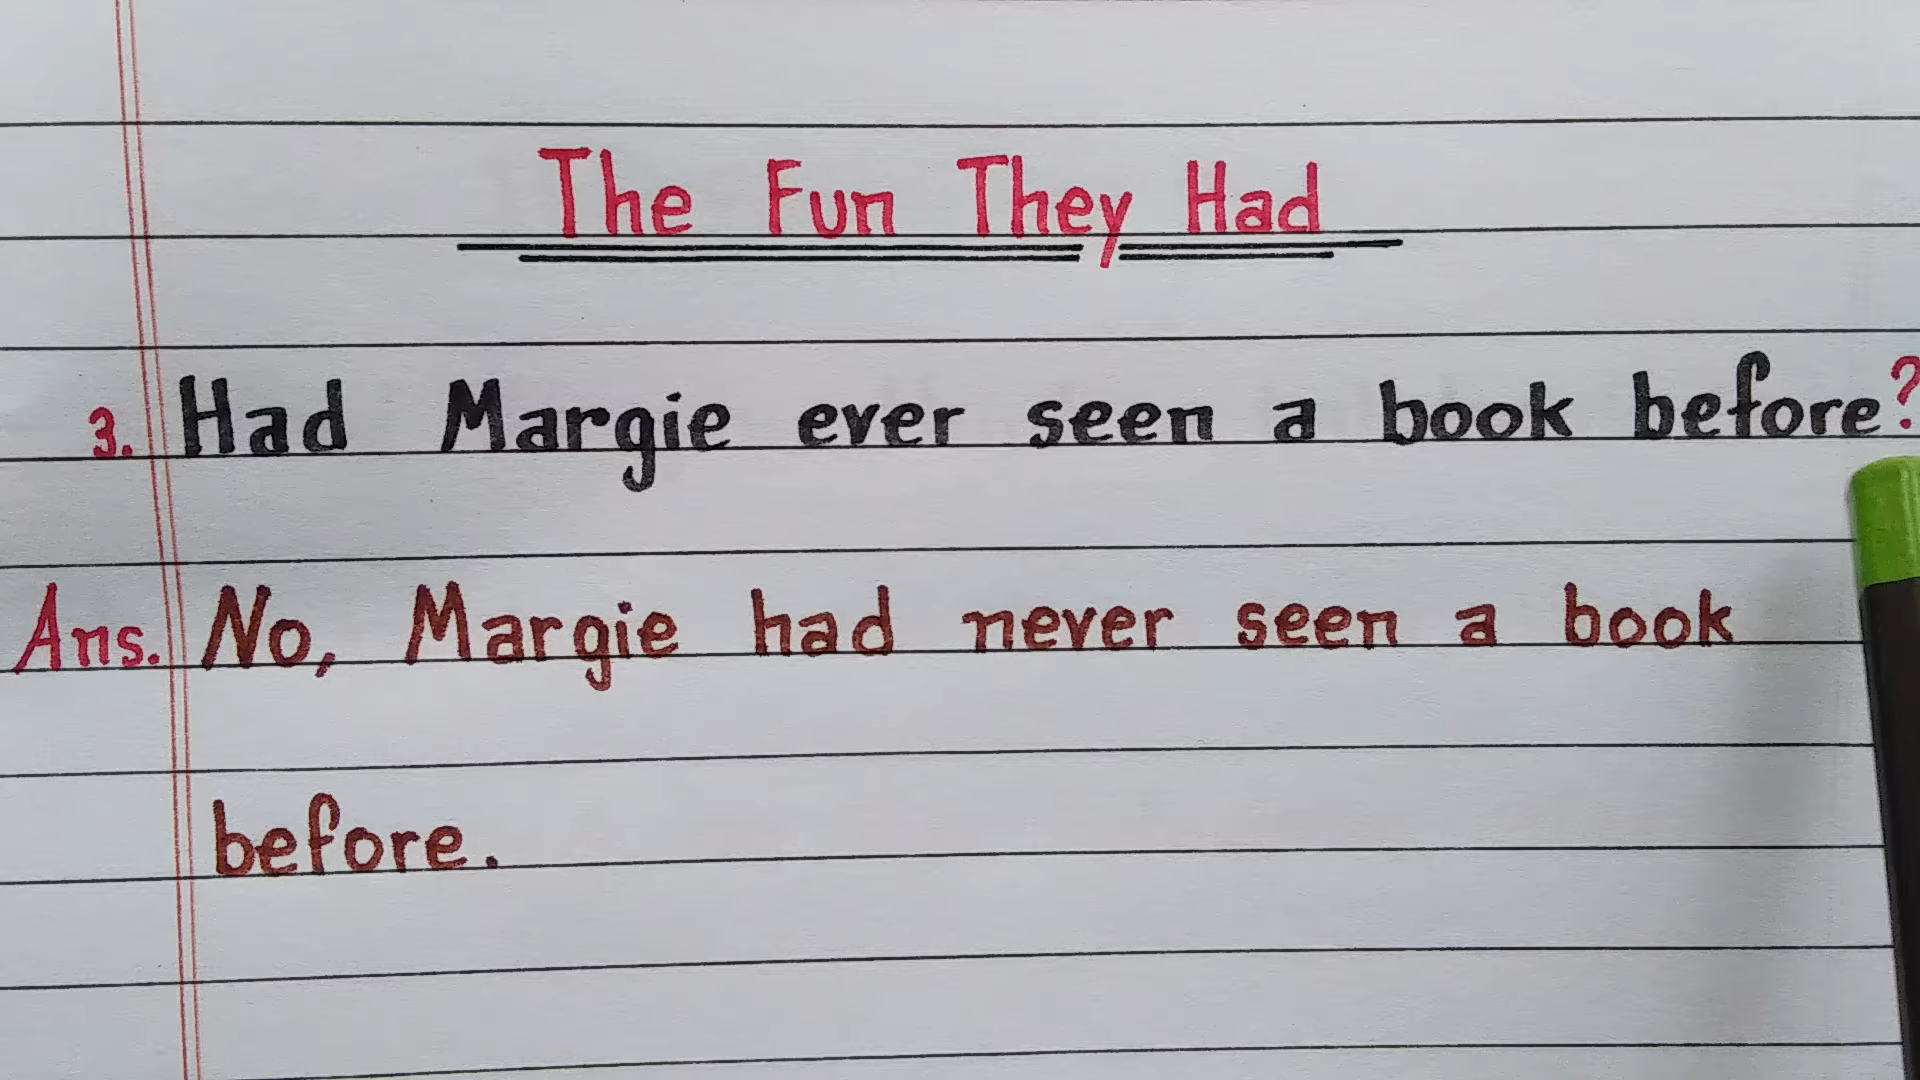 The Fun They Had
3. Had Margie ever seen a book before?
Ans. No, Margie had never seen a book
before.